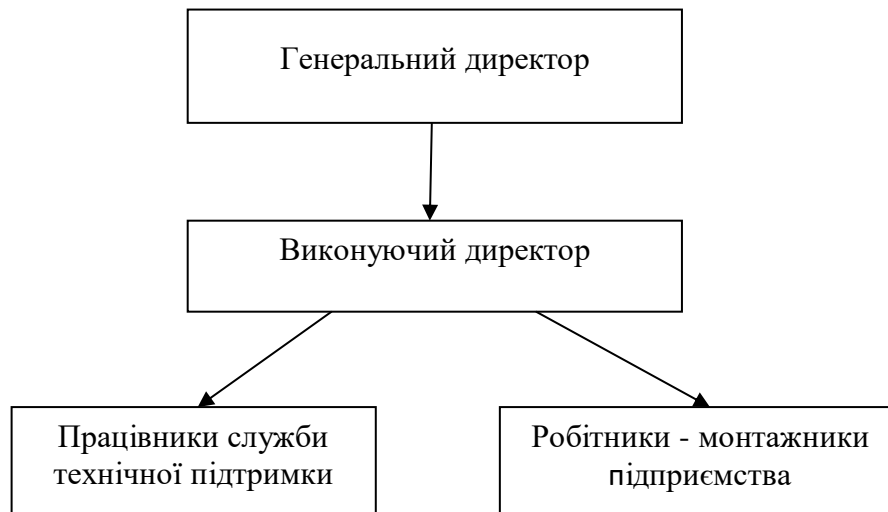 Генеральний директор
Виконуючий директор
Працівники служби
технічної підтримки
Робітники - монтажники
підприємства